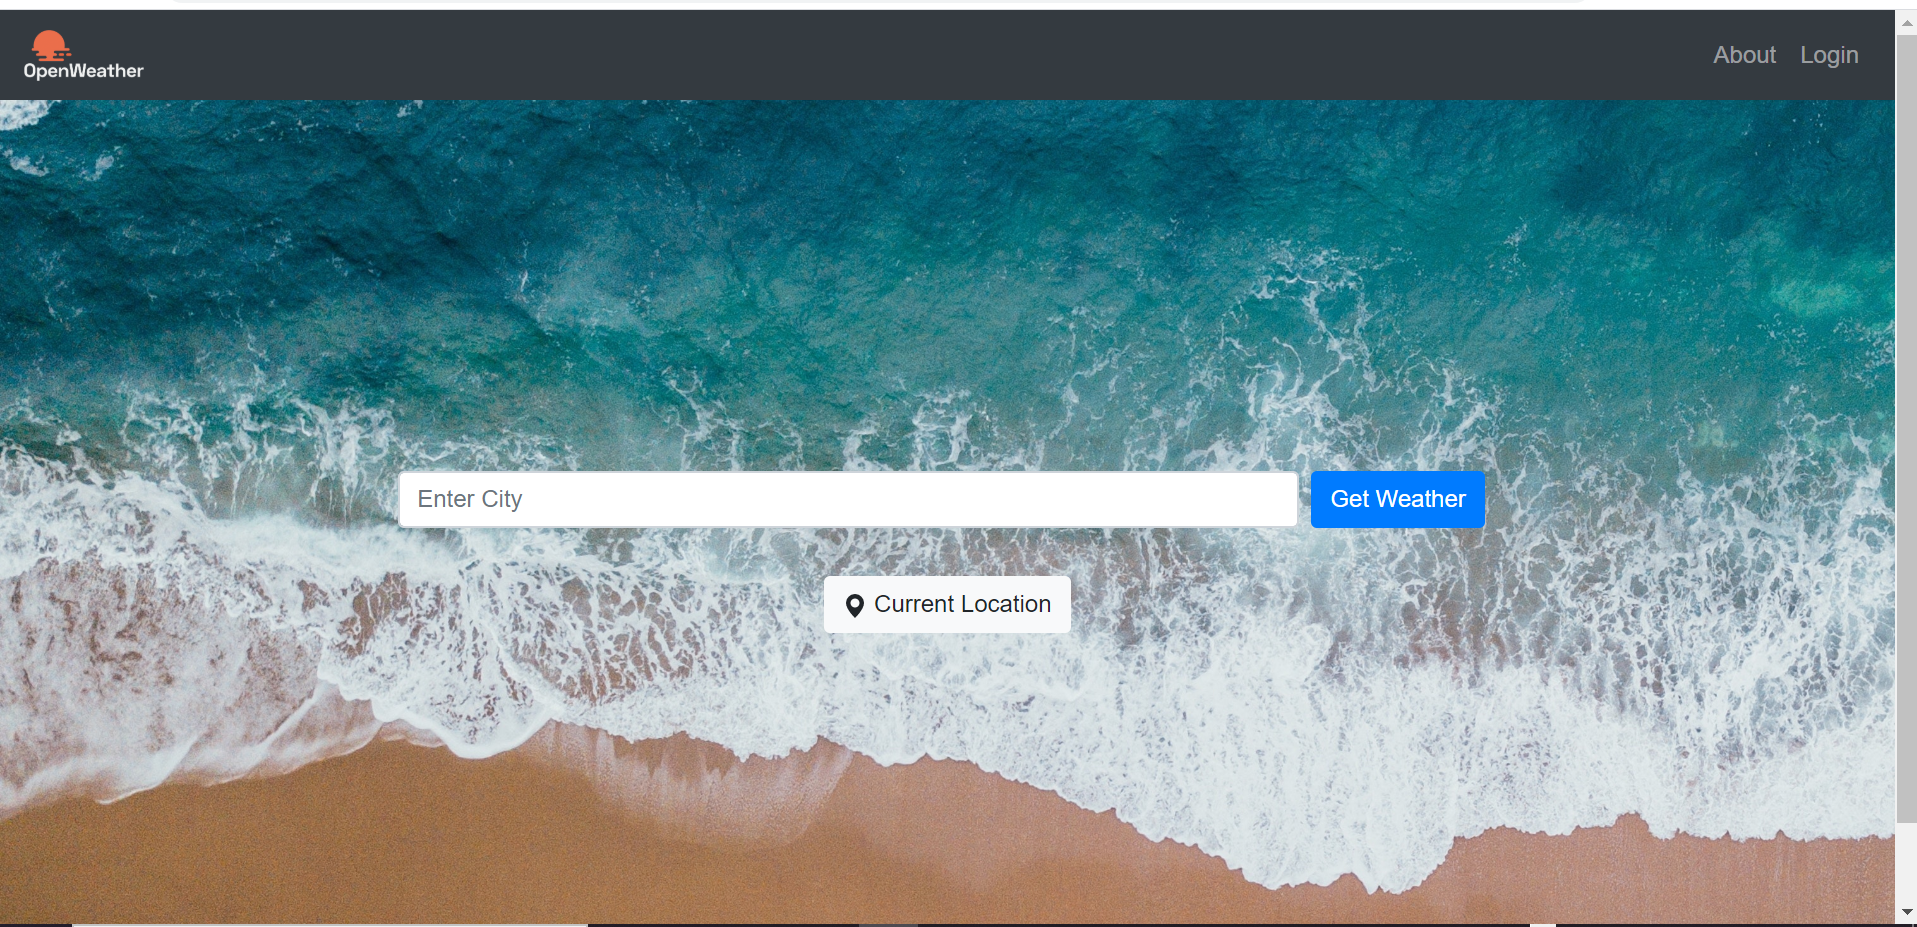 OpenWeather
About Login
Enter City
Get Weather
Current Location